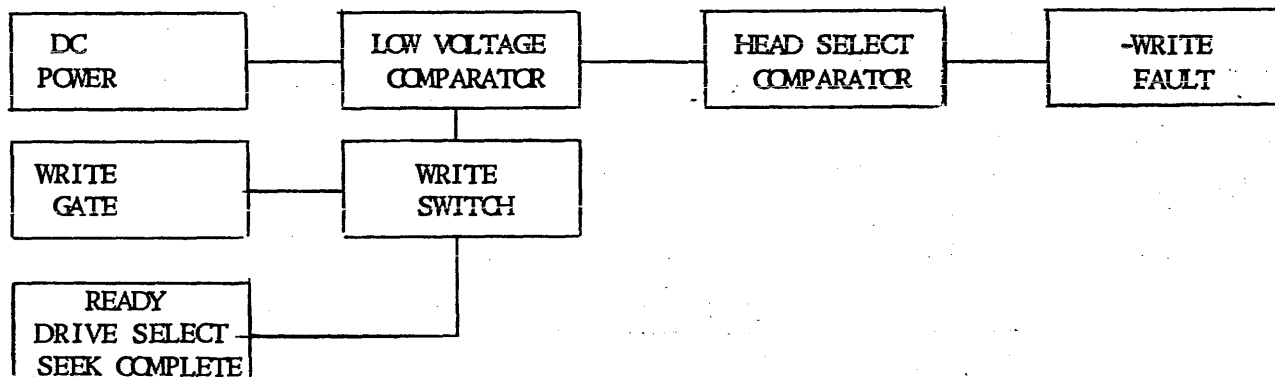 DC
POWER
LOW VOLTAGE
COMPARATOR
HEAD SELECT
COMPARATOR
-WRITE
FAULT
WRITE
GATE
WRITE
SWITCH
READY
DRIVE SELECT
SEEK COMPLETE